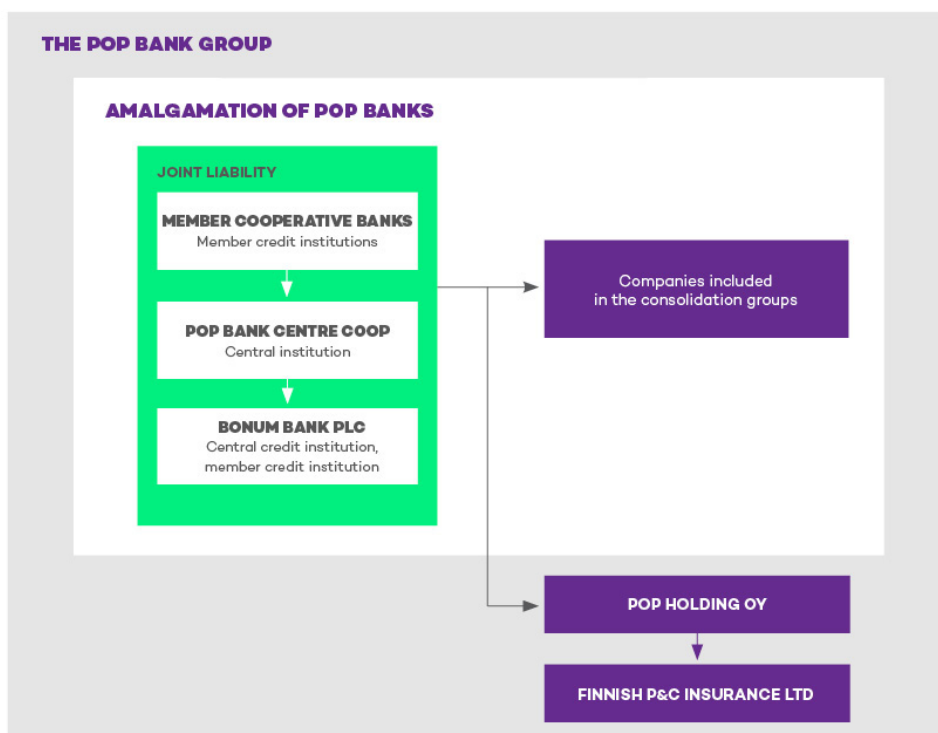 THE POP BANK GROUP
AMALGAMATION OF POP BANKS
JOINT LIABILITY
MEMBER COOPERATIVE BANKS
Member credit institutions
POP BANK CENTRE COOP
Central institution
BONUM BANK PLC
Central credit institution,
member credit institution
Companies included
in the consolidation groups
POP HOLDING OY
FINNISH P&C INSURANCE LTD